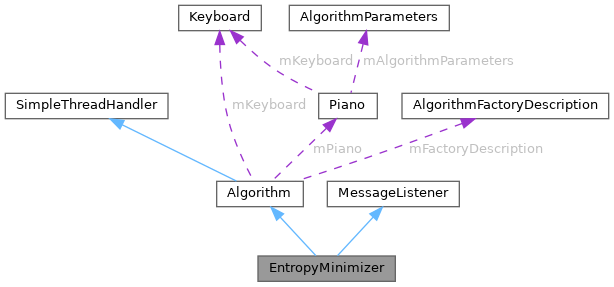 Keyboard
AlgorithmParameters
mKeyboard
mAlgorithmParameters
SimpleThreadHandler
mKeyboard
Piano
AlgorithmFactoryDescription
mPiano
mFactoryDescription
Algorithm
MessageListener
EntropyMinimizer